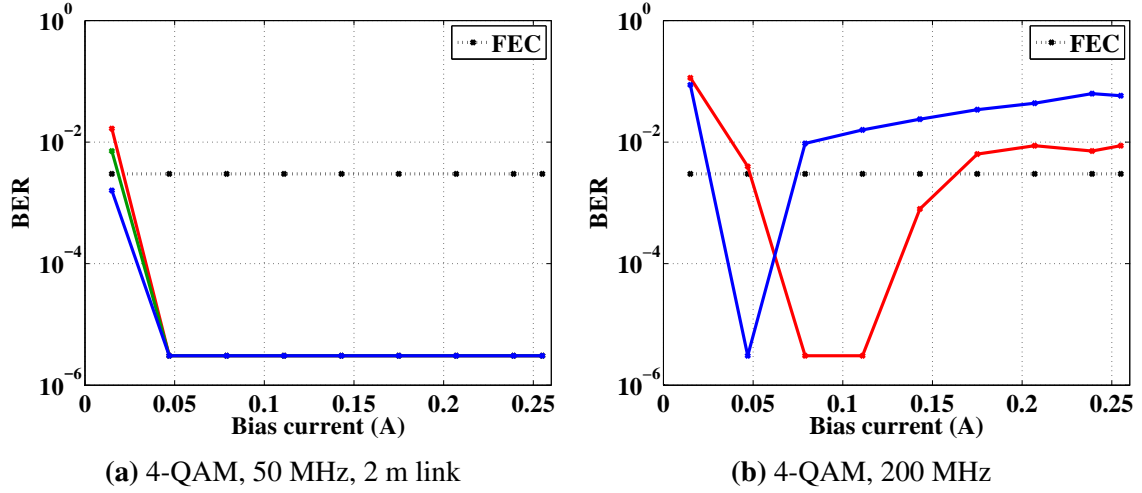 10^0
10^-2
10^-4
10^-6
BER
FEC
0 0.05 0.1 0.15 0.2 0.25
Bias current (A)
(a) 4-QAM, 50 MHz, 2 m link
10^0
10^-2
10^-4
10^-6
BER
FEC
0 0.05 0.1 0.15 0.2 0.25
Bias current (A)
(b) 4-QAM, 200 MHz